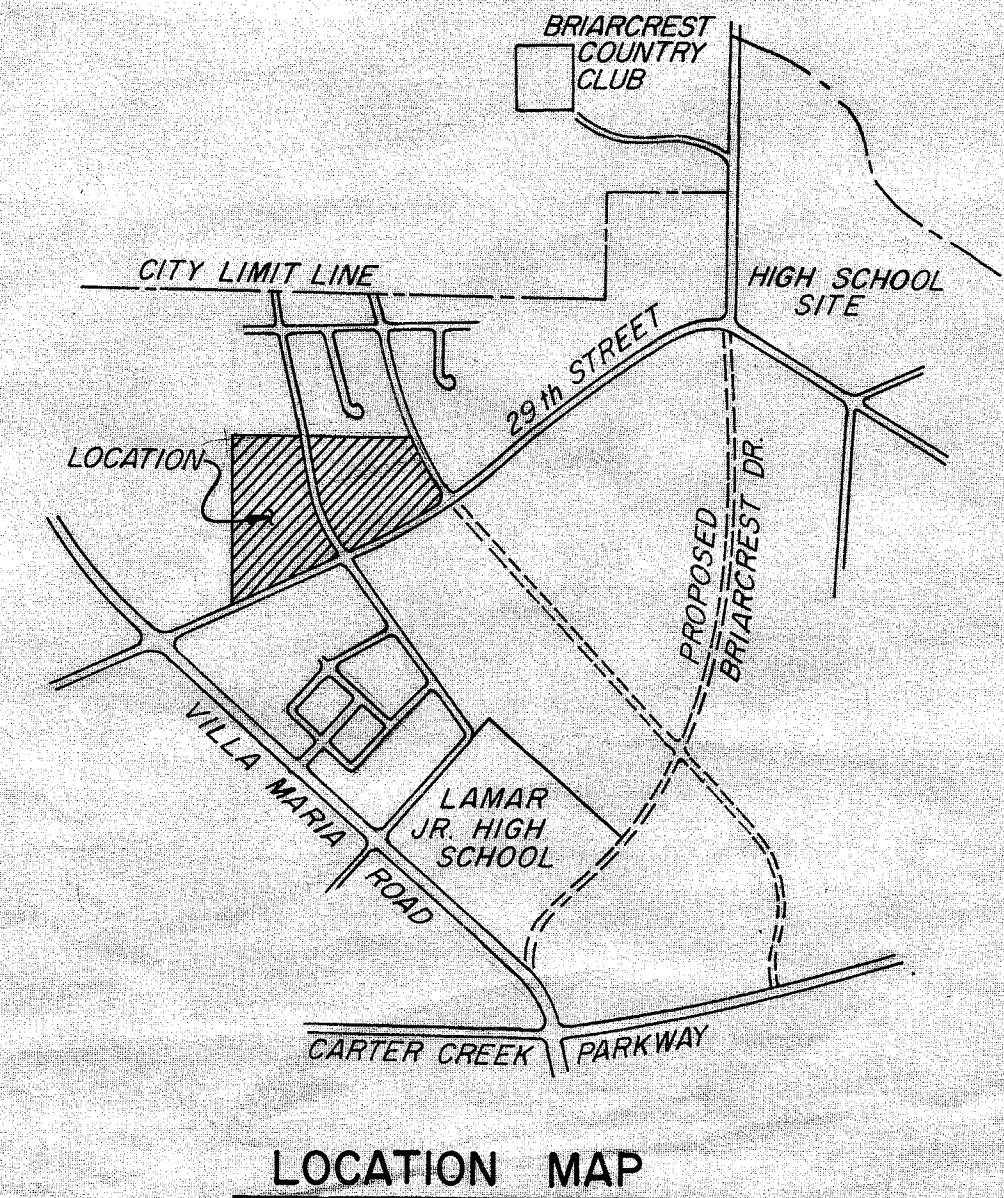 BRIARCREST
COUNTRY
CLUB
CITY LIMIT LINE
HIGH SCHOOL
SITE
29th STREET
LOCATION
PROPOSED
BRIARCREST DR.
VILLA MARIA ROAD
LAMAR
JR. HIGH
SCHOOL
CARTER CREEK PARKWAY
LOCATION MAP